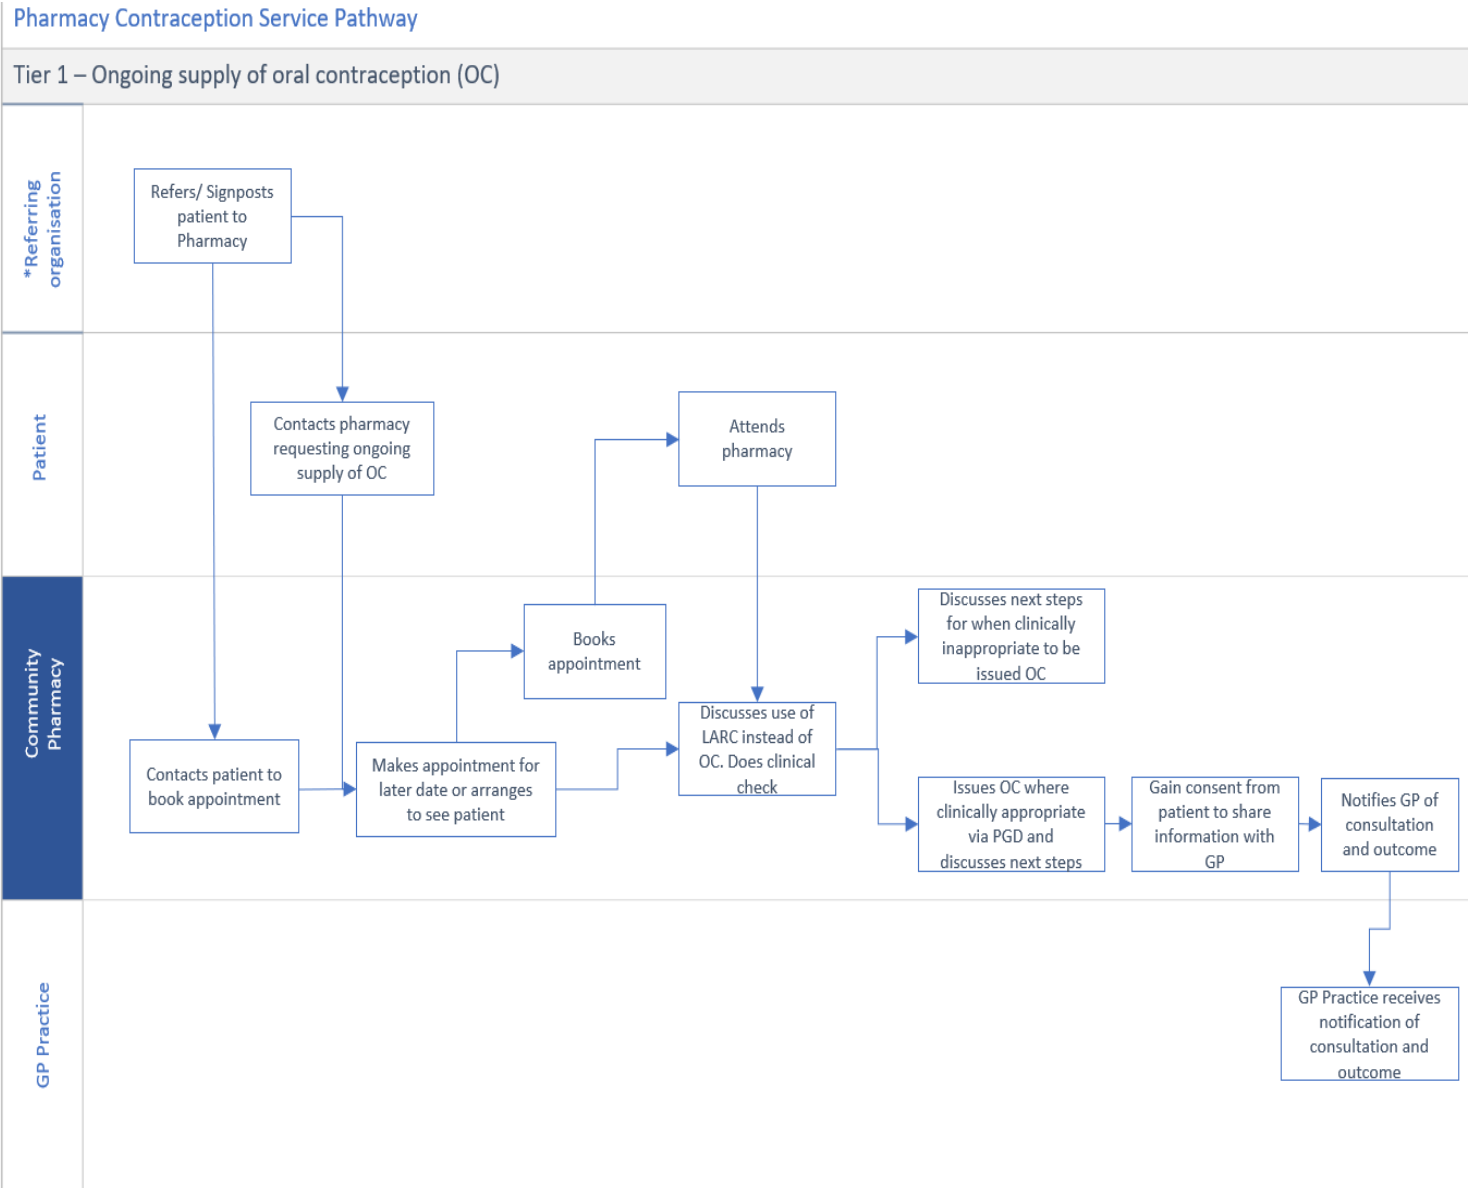 Pharmacy Contraception Service Pathway
Tier 1 – Ongoing supply of oral contraception (OC)
*Referring
organisation
Refers/ Signposts
patient to
Pharmacy
Patient
Contacts pharmacy
requesting ongoing
supply of OC
Attends
pharmacy
Community
Pharmacy
Contacts patient to
book appointment
Makes appointment for
later date or arranges
to see patient
Books
appointment
Discusses use of
LARC instead of
OC. Does clinical
check
Discusses next steps
for when clinically
inappropriate to be
issued OC
Issues OC where
clinically appropriate
via PGD and
discusses next steps
Gain consent from
patient to share
information with
GP
Notifies GP of
consultation
and outcome
GP Practice
GP Practice receives
notification of
consultation and
outcome